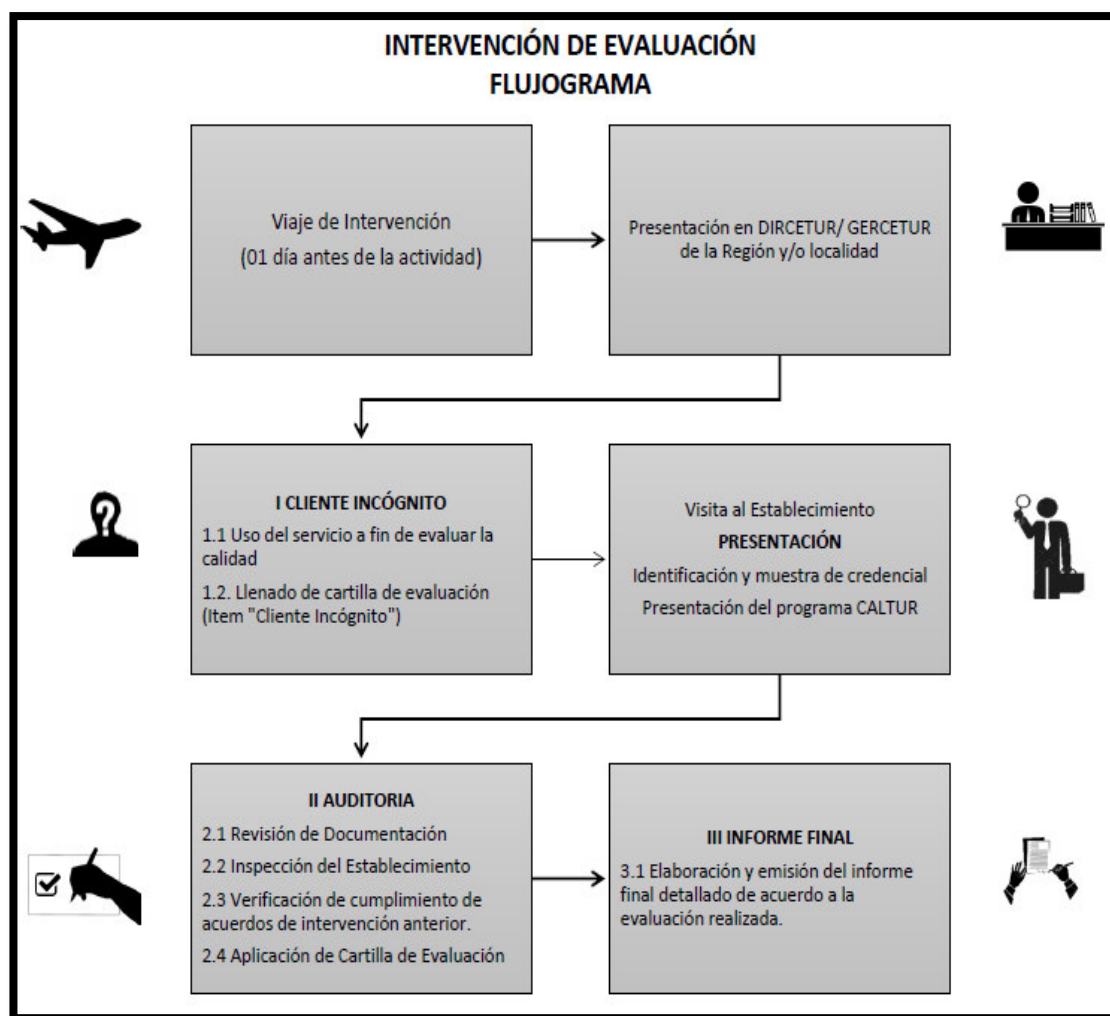 INTERVENCIÓN DE EVALUACIÓN
FLUJOGRAMA
Viaje de Intervención
(01 día antes de la actividad)
Presentación en DIRCETUR/ GERCETUR
de la Región y/o localidad
I CLIENTE INCÓGNITO
1.1 Uso del servicio a fin de evaluar la
calidad
1.2. Llenado de cartilla de evaluación
(Item "Cliente Incógnito")
Visita al Establecimiento
PRESENTACIÓN
Identificación y muestra de credencial
Presentación del programa CALTUR
II AUDITORIA
2.1 Revisión de Documentación
2.2 Inspección del Establecimiento
2.3 Verificación de cumplimiento de
acuerdos de intervención anterior.
2.4 Aplicación de Cartilla de Evaluación
III INFORME FINAL
3.1 Elaboración y emisión del informe
final detallado de acuerdo a la
evaluación realizada.